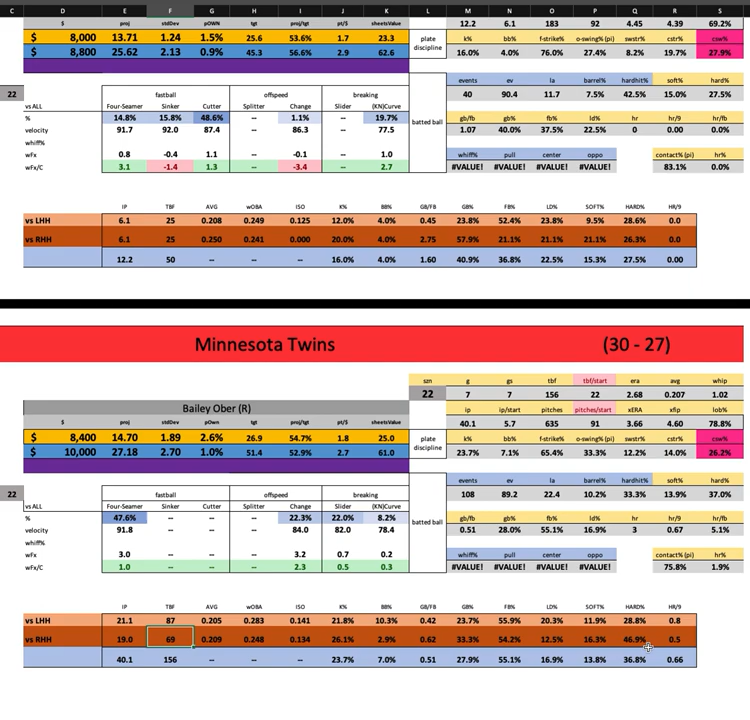 C D E F G H I J K L M N O P Q R S
$ proj stdDev pOWN tgt proj/tgt pt/$ sheetsValue 12.2 6.1 183 92 4.45 4.39 69.2%
$ 8,000 13.71 1.24 1.5% 25.6 53.6% 1.7 23.3 plate discipline k% bb% f-strike% o-swing% (pi) swstr% cstr% csw%
$ 8,800 25.62 2.13 0.9% 45.3 56.6% 2.9 62.6 16.0% 4.0% 76.0% 27.4% 8.2% 19.7% 27.9%
events ev la barrel% hardhit% soft% hard%
22 fastball offspeed breaking 40 90.4 11.7 7.5% 42.5% 15.0% 27.5%
vs ALL Four-Seamer Sinker Cutter Splitter Change Slider (KN)Curve
% 14.8% 15.8% 48.6% -- 1.1% -- 19.7% batted ball gb/fb gb% fb% ld% hr hr/9 hr/fb
velocity 91.7 92.0 87.4 -- 86.3 -- 77.5 1.07 40.0% 37.5% 22.5% 0 0.00 0.0%
whiff%
wFx 0.8 -0.4 1.1 -- -0.1 -- 1.0 whiff% pull center oppo contact% (pi) hr%
wFx/C 3.1 -1.4 1.3 -- -3.4 -- 2.7 #VALUE! #VALUE! #VALUE! #VALUE! 83.1% 0.0%
IP TBF AVG wOBA ISO K% BB% GB/FB GB% FB% LD% SOFT% HARD% HR/9
vs LHH 6.1 25 0.208 0.249 0.125 12.0% 4.0% 0.45 23.8% 52.4% 23.8% 9.5% 28.6% 0.0
vs RHH 6.1 25 0.250 0.241 0.000 20.0% 4.0% 2.75 57.9% 21.1% 21.1% 21.1% 26.3% 0.0
12.2 50 -- -- -- 16.0% 4.0% 1.60 40.9% 36.8% 22.5% 15.3% 27.5% 0.00
Minnesota Twins (30 - 27)
szn g gs tbf tbf/start era avg whip
22 7 7 156 22 2.68 0.207 1.02
Bailey Ober (R) ip ip/start pitches pitches/start xERA xfip lob%
$ proj stdDev pOwn tgt proj/tgt pt/$ sheetsValue 40.1 5.7 635 91 3.66 4.60 78.8%
$ 8,400 14.70 1.89 2.6% 26.9 54.7% 1.8 25.0 plate discipline k% bb% f-strike% o-swing% (pi) swstr% cstr% csw%
$ 10,000 27.18 2.70 1.0% 51.4 52.9% 2.7 61.0 23.7% 7.1% 65.4% 33.3% 12.2% 14.0% 26.2%
events ev la barrel% hardhit% soft% hard%
22 fastball offspeed breaking 108 89.2 22.4 10.2% 33.3% 13.9% 37.0%
vs ALL Four-Seamer Sinker Cutter Splitter Change Slider (KN)Curve
% 47.6% -- -- -- 22.3% 22.0% 8.2% batted ball gb/fb gb% fb% ld% hr hr/9 hr/fb
velocity 91.8 -- -- -- 84.0 82.0 78.4 0.51 28.0% 55.1% 16.9% 3 0.67 5.1%
whiff%
wFx 3.0 -- -- -- 3.2 0.7 0.2 whiff% pull center oppo contact% (pi) hr%
wFx/C 1.0 -- -- -- 2.3 0.5 0.3 #VALUE! #VALUE! #VALUE! #VALUE! 75.8% 1.9%
IP TBF AVG wOBA ISO K% BB% GB/FB GB% FB% LD% SOFT% HARD% HR/9
vs LHH 21.1 87 0.205 0.283 0.141 21.8% 10.3% 0.42 23.7% 55.9% 20.3% 11.9% 28.8% 0.8
vs RHH 19.0 69 0.209 0.248 0.134 26.1% 2.9% 0.62 33.3% 54.2% 12.5% 16.3% 46.9% 0.5
40.1 156 -- -- -- 23.7% 7.0% 0.51 27.9% 55.1% 16.9% 13.8% 36.8% 0.66